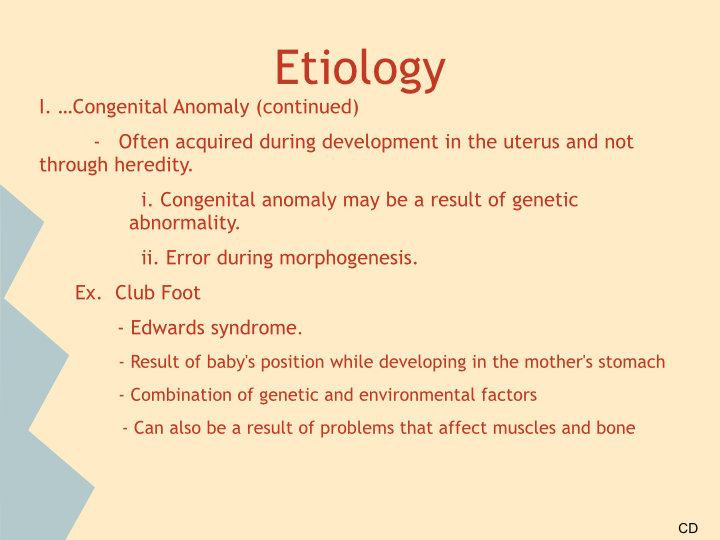 Etiology
I. …Congenital Anomaly (continued)
- Often acquired during development in the uterus and not
through heredity.
i. Congenital anomaly may be a result of genetic
abnormality.
ii. Error during morphogenesis.
Ex. Club Foot
- Edwards syndrome.
- Result of baby's position while developing in the mother's stomach
- Combination of genetic and environmental factors
- Can also be a result of problems that affect muscles and bone
CD